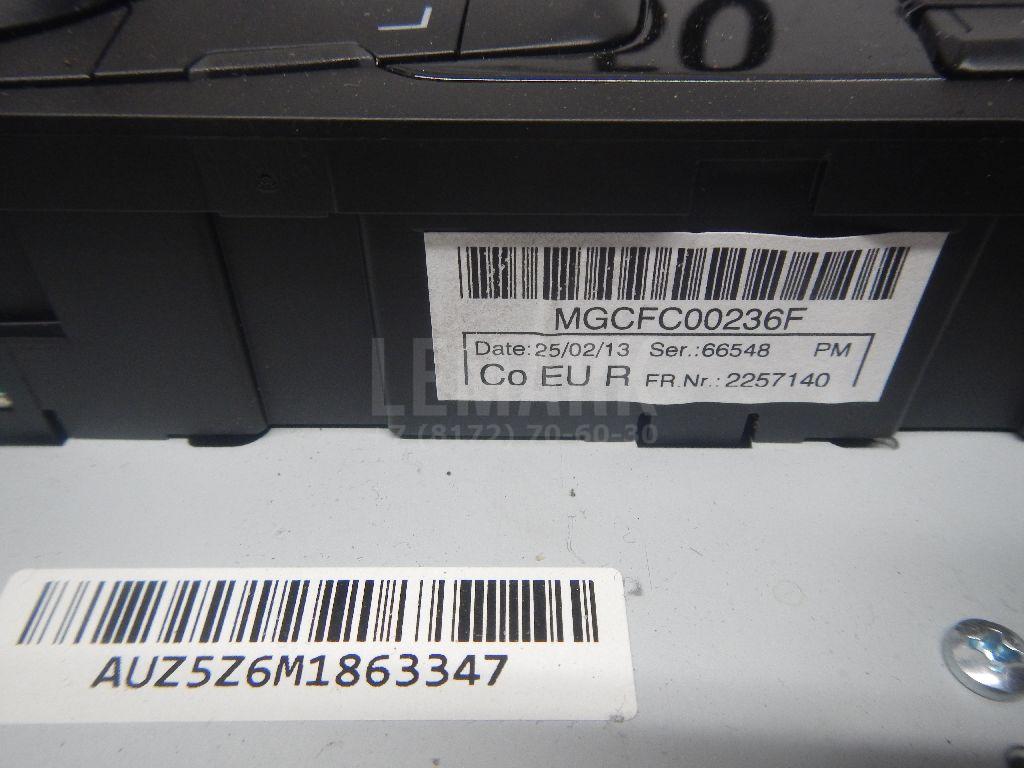 MGCFC00236F
Date: 25/02/13 Ser.: 66548 PM
Co EU R FR.Nr.: 2257140
LEMARK
+7 (8172) 70-60-30
AUZ5Z6M1863347